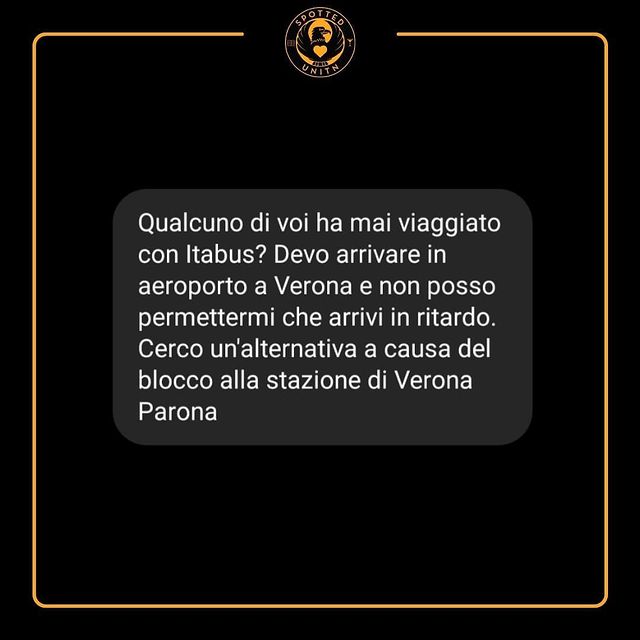 SPOTTED
UNITN
Qualcuno di voi ha mai viaggiato
con Itabus? Devo arrivare in
aeroporto a Verona e non posso
permettermi che arrivi in ritardo.
Cerco un'alternativa a causa del
blocco alla stazione di Verona
Parona